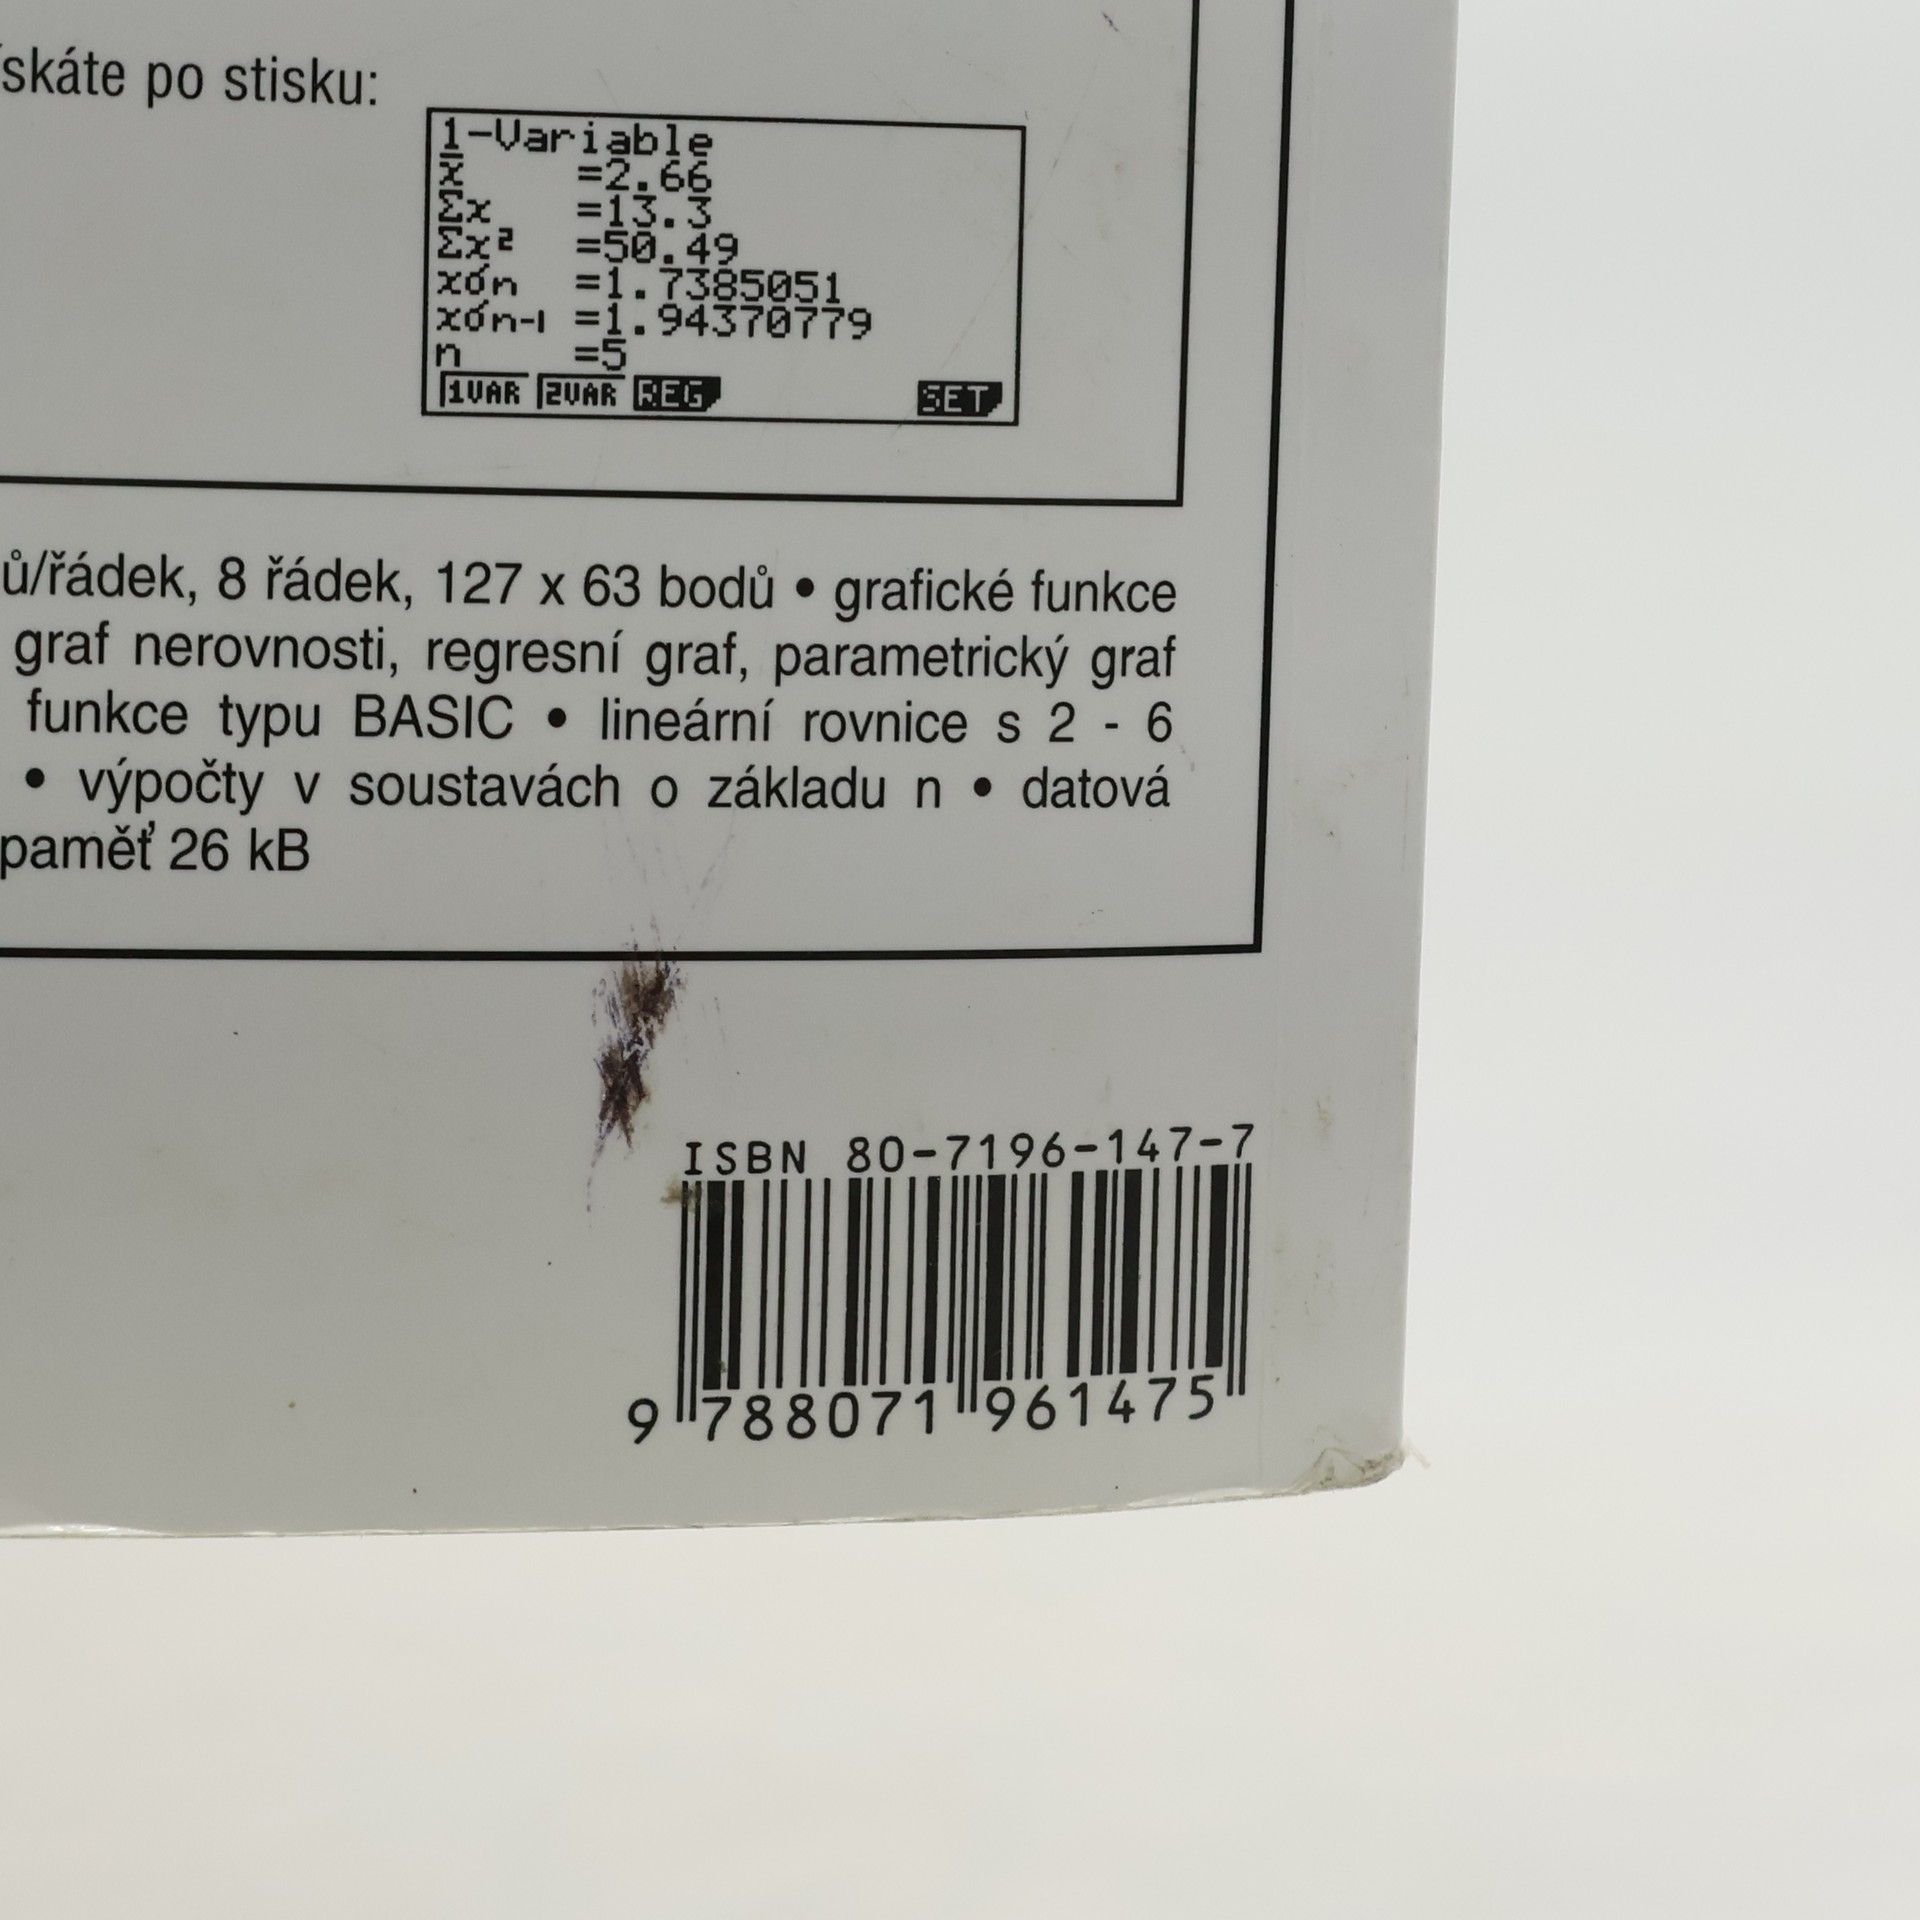 ískáte po stisku:
1-Variable
x̄ =2.66
Σx =13.3
Σx² =50.49
xσn =1.7385051
xσn-1 =1.94370779
n =5
1VAR 2VAR REG SET
ů/řádek, 8 řádek, 127 x 63 bodů • grafické funkce
graf nerovnosti, regresní graf, parametrický graf
funkce typu BASIC • lineární rovnice s 2 - 6
• výpočty v soustavách o základu n • datová
paměť 26 kB
ISBN 80-7196-147-7
9 788071 961475